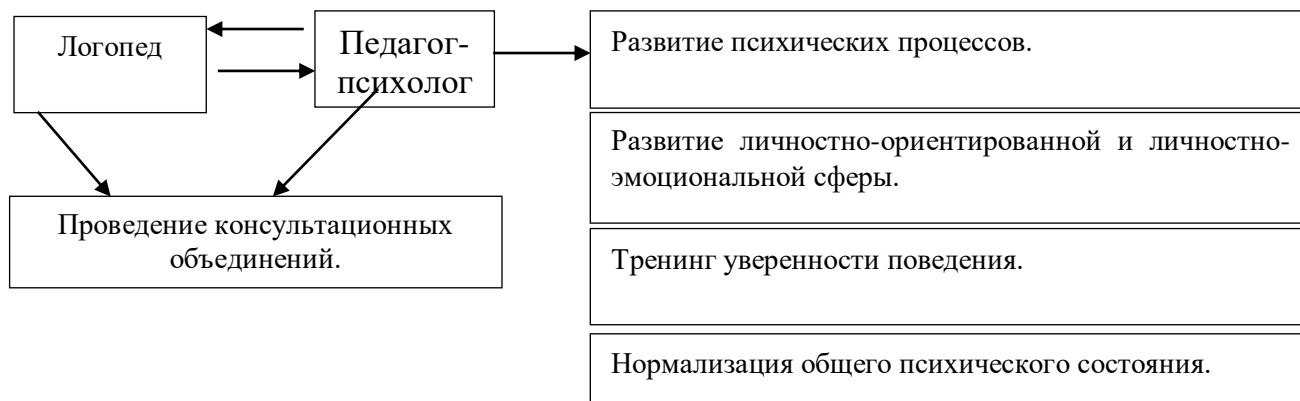 Логопед
Педагог-
психолог
Развитие психических процессов.
Развитие личностно-ориентированной и личностно-
эмоциональной сферы.
Проведение консультационных
объединений.
Тренинг уверенности поведения.
Нормализация общего психического состояния.